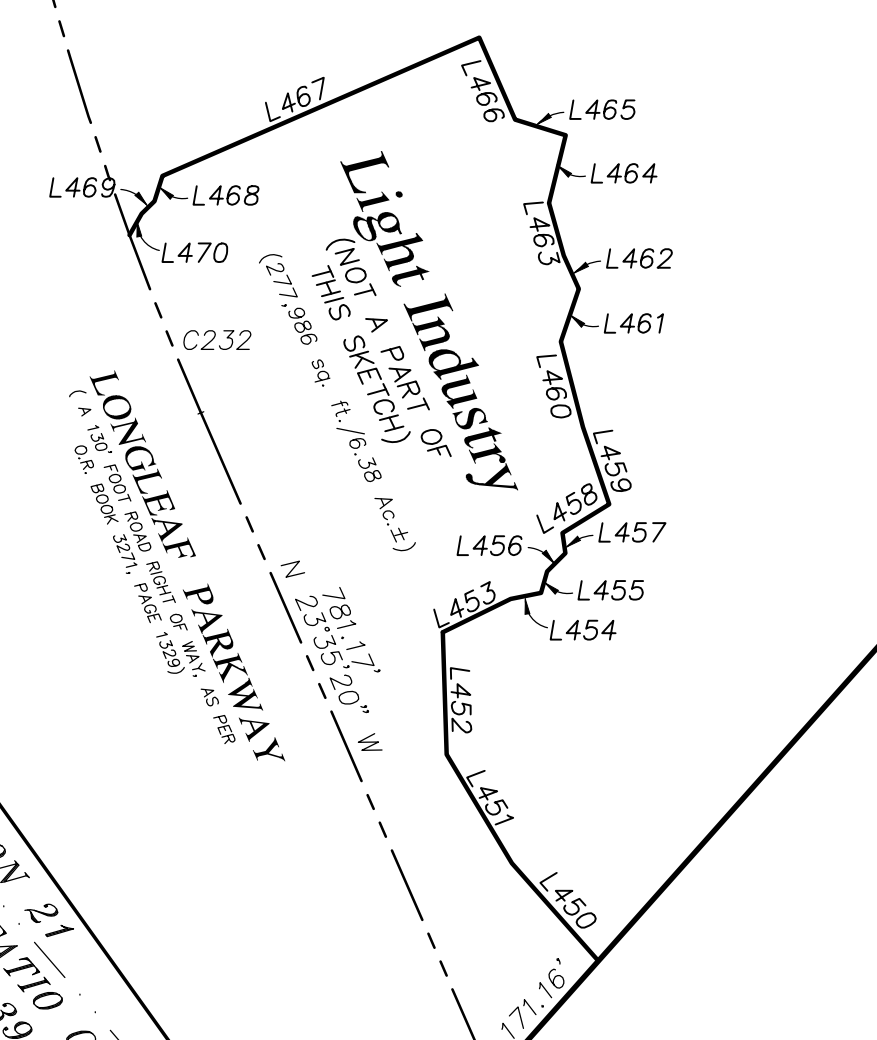 L467
L466
L465
L464
L469
L468
L470
L463
L462
L461
L460
L459
L458
L457
L456
L455
L454
L453
L452
L451
L450
Light Industry
(NOT A PART OF
THIS SKETCH)
(277,986 sq. ft./6.38 Ac.±)
C232
LONGLEAF PARKWAY
( A 130' FOOT ROAD RIGHT OF WAY, AS PER
O.R. BOOK 3271, PAGE 1329)
781.17'
N 23°35'20" W
171.16'
21
39